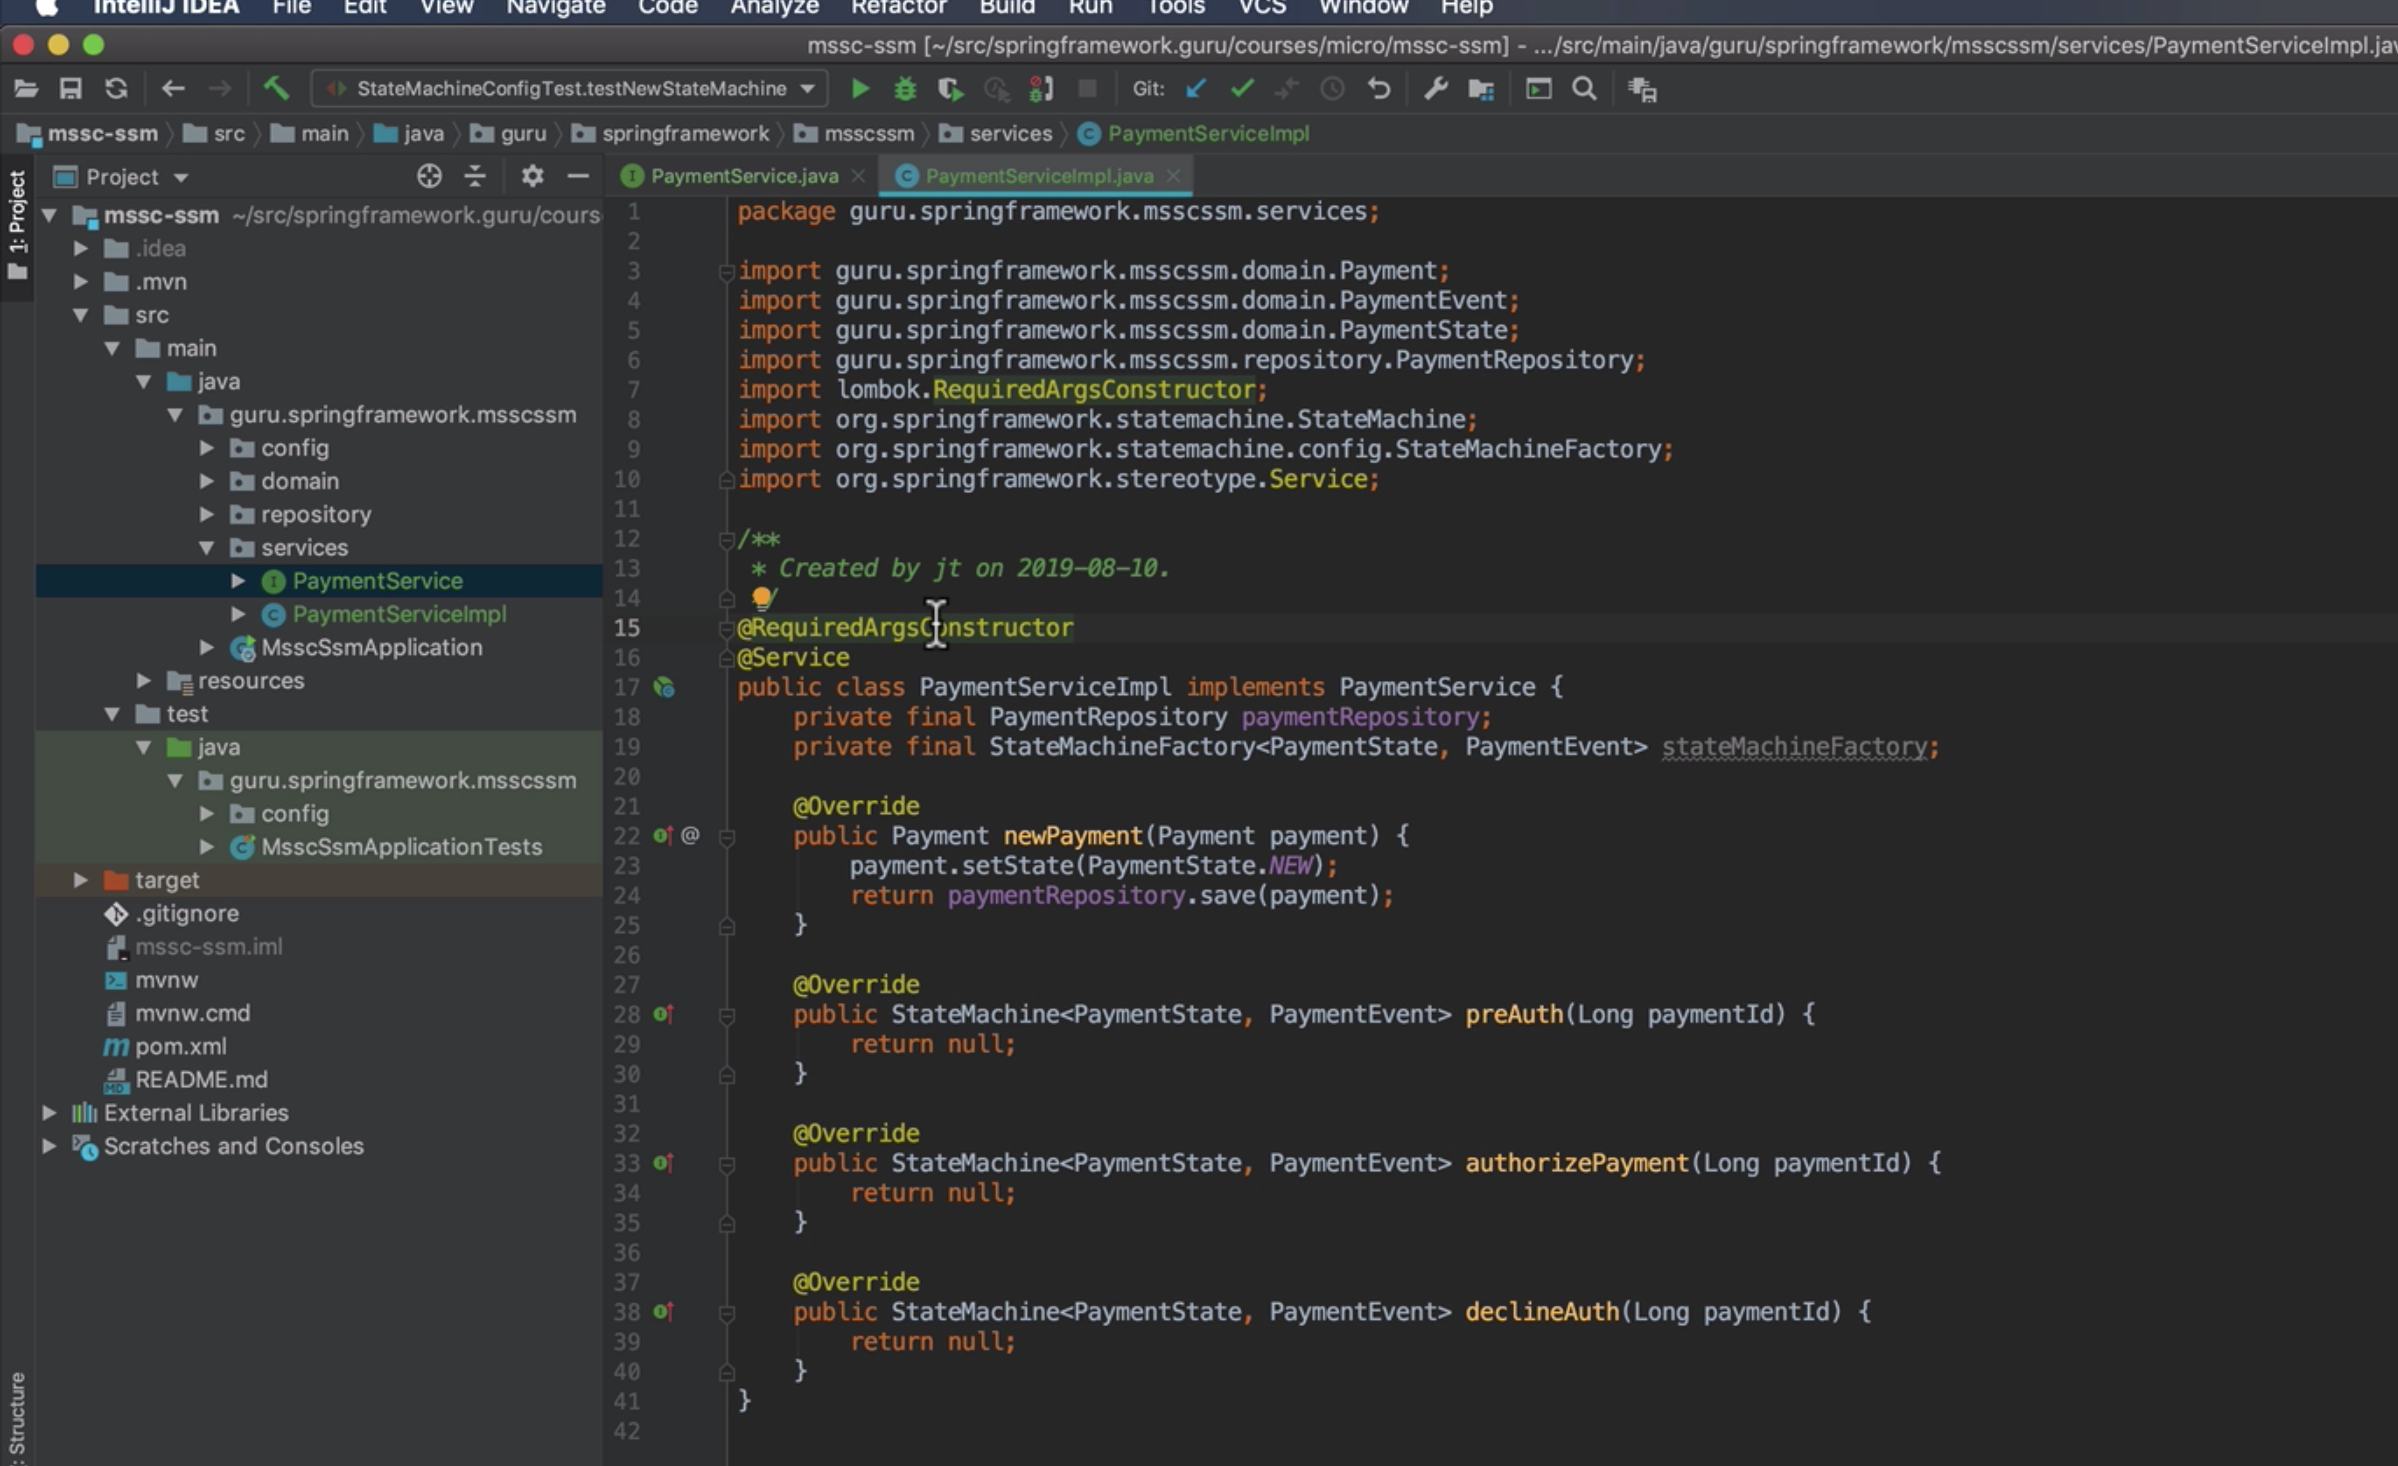 IntelliJ IDEA File Edit View Navigate Code Analyze Refactor Build Run Tools VCS Window Help
mssc-ssm [~/src/springframework.guru/courses/micro/mssc-ssm] - .../src/main/java/guru/springframework/msscssm/services/PaymentServiceImpl.jav
StateMachineConfigTest.testNewStateMachine Git:
mssc-ssm src main java guru springframework msscssm services PaymentServiceImpl
1: Project
Project
mssc-ssm ~/src/springframework.guru/cours
.idea
.mvn
src
main
java
guru.springframework.msscssm
config
domain
repository
services
PaymentService
PaymentServiceImpl
MsscSsmApplication
resources
test
java
guru.springframework.msscssm
config
MsscSsmApplicationTests
target
.gitignore
mssc-ssm.iml
mvnw
mvnw.cmd
pom.xml
README.md
External Libraries
Scratches and Consoles
Structure
PaymentService.java PaymentServiceImpl.java
1 package guru.springframework.msscssm.services;
2
3 import guru.springframework.msscssm.domain.Payment;
4 import guru.springframework.msscssm.domain.PaymentEvent;
5 import guru.springframework.msscssm.domain.PaymentState;
6 import guru.springframework.msscssm.repository.PaymentRepository;
7 import lombok.RequiredArgsConstructor;
8 import org.springframework.statemachine.StateMachine;
9 import org.springframework.statemachine.config.StateMachineFactory;
10 import org.springframework.stereotype.Service;
11
12 /**
13 * Created by jt on 2019-08-10.
14 /
15 @RequiredArgsConstructor
16 @Service
17 public class PaymentServiceImpl implements PaymentService {
18 private final PaymentRepository paymentRepository;
19 private final StateMachineFactory<PaymentState, PaymentEvent> stateMachineFactory;
20
21 @Override
22 @ public Payment newPayment(Payment payment) {
23 payment.setState(PaymentState.NEW);
24 return paymentRepository.save(payment);
25 }
26
27 @Override
28 public StateMachine<PaymentState, PaymentEvent> preAuth(Long paymentId) {
29 return null;
30 }
31
32 @Override
33 public StateMachine<PaymentState, PaymentEvent> authorizePayment(Long paymentId) {
34 return null;
35 }
36
37 @Override
38 public StateMachine<PaymentState, PaymentEvent> declineAuth(Long paymentId) {
39 return null;
40 }
41 }
42